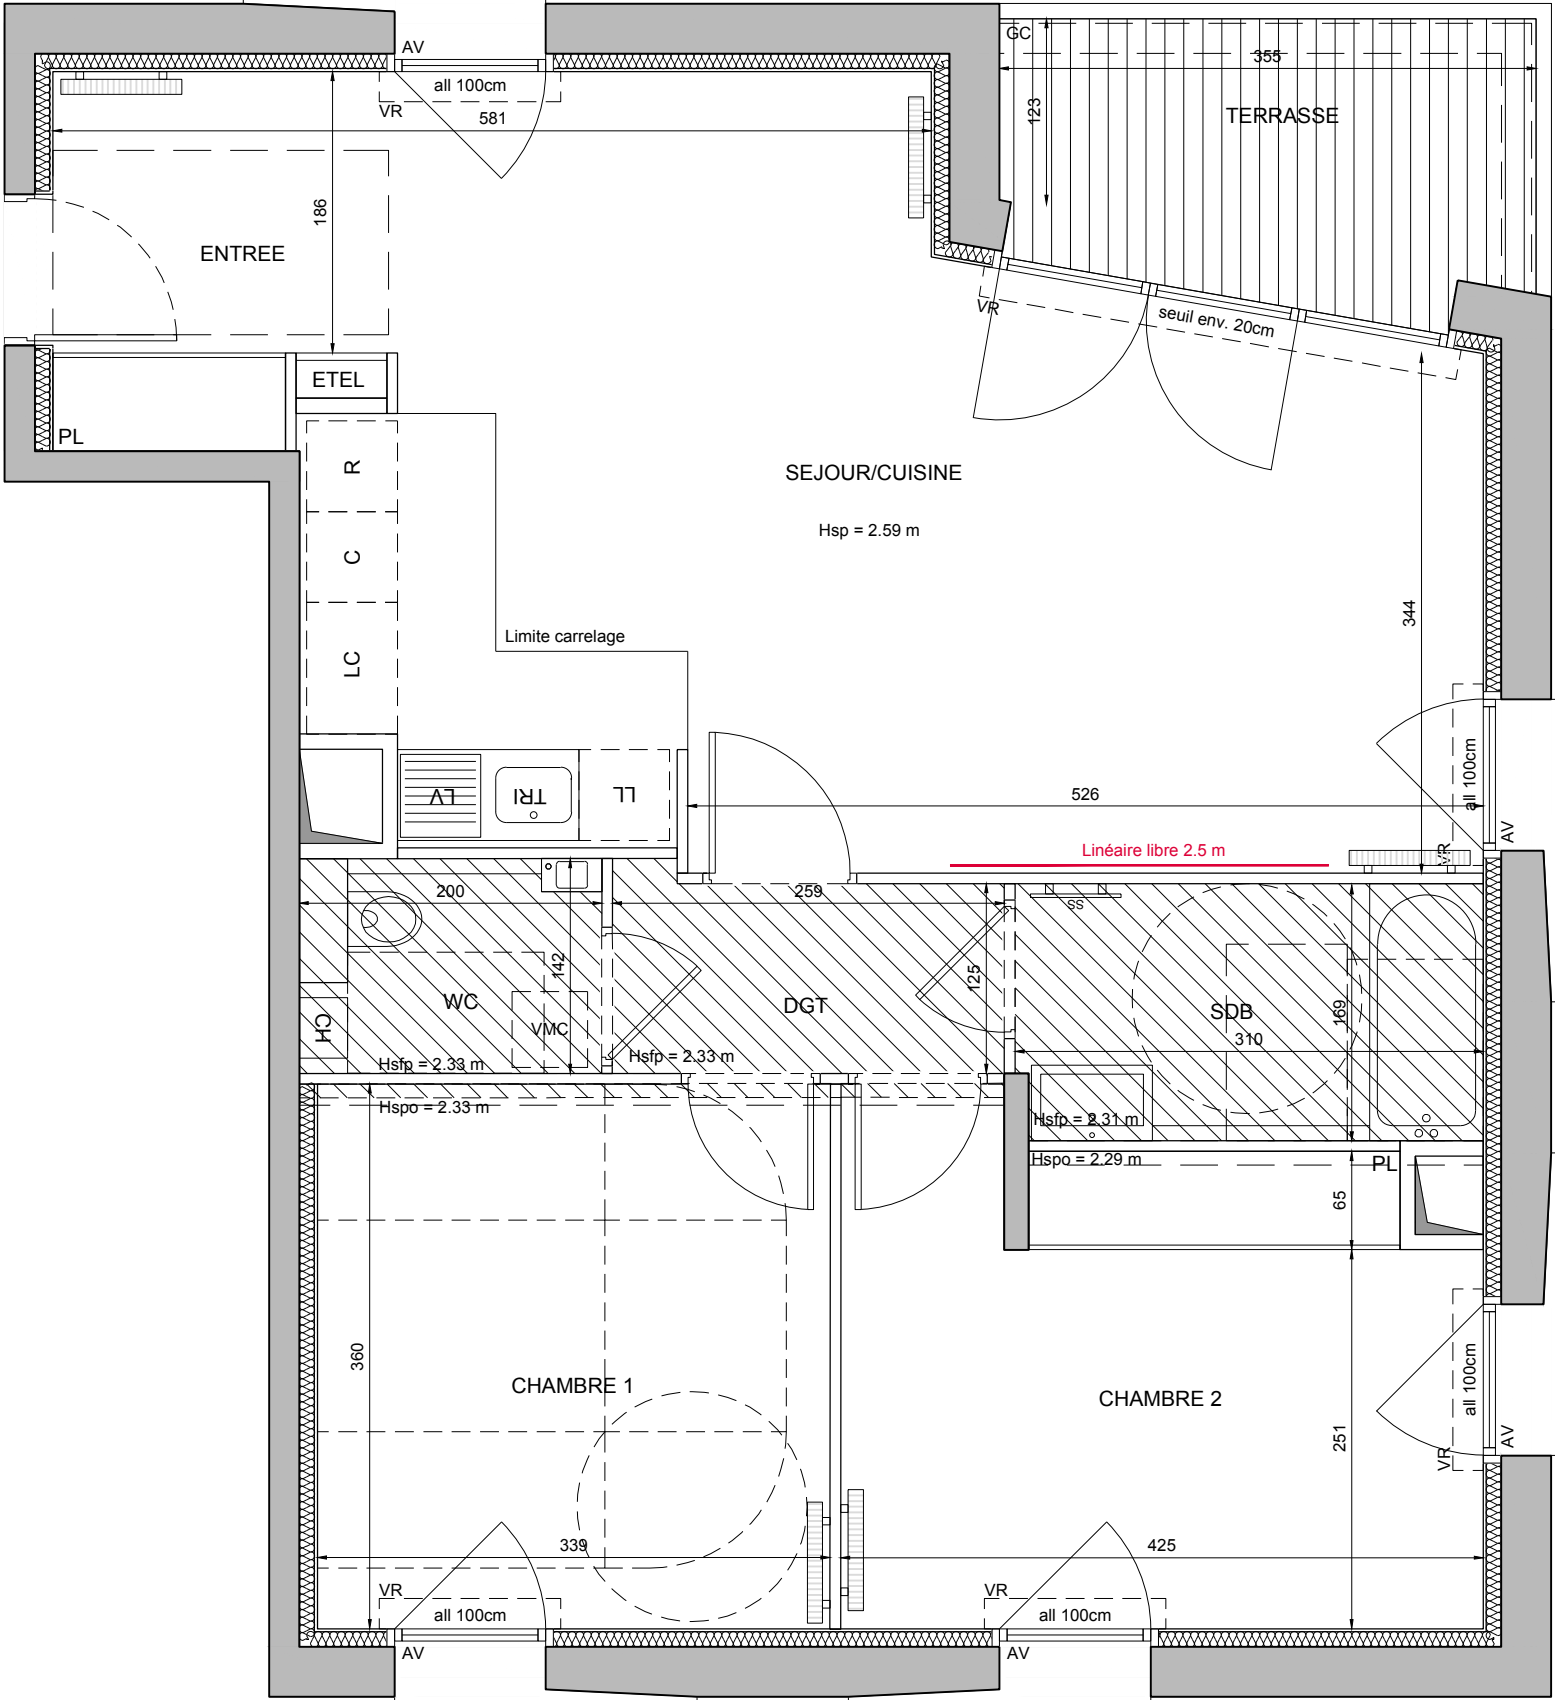 GC
AV
355
all 100cm
VR
581
123
TERRASSE
186
ENTREE
VR
seuil env. 20cm
ETEL
PL
R
SEJOUR/CUISINE
Hsp = 2.59 m
C
344
Limite carrelage
LC
all 100cm
LV
TRI
LL
526
AV
Linéaire libre 2.5 m
VR
200
259
SS
142
125
WC
DGT
SDB
169
CH
VMC
310
Hsfp = 2.33 m
Hsfp = 2.33 m
Hspo = 2.33 m
Hsfp = 2.31 m
Hspo = 2.29 m
PL
65
360
CHAMBRE 1
CHAMBRE 2
all 100cm
251
AV
VR
339
425
VR
all 100cm
VR
all 100cm
AV
AV